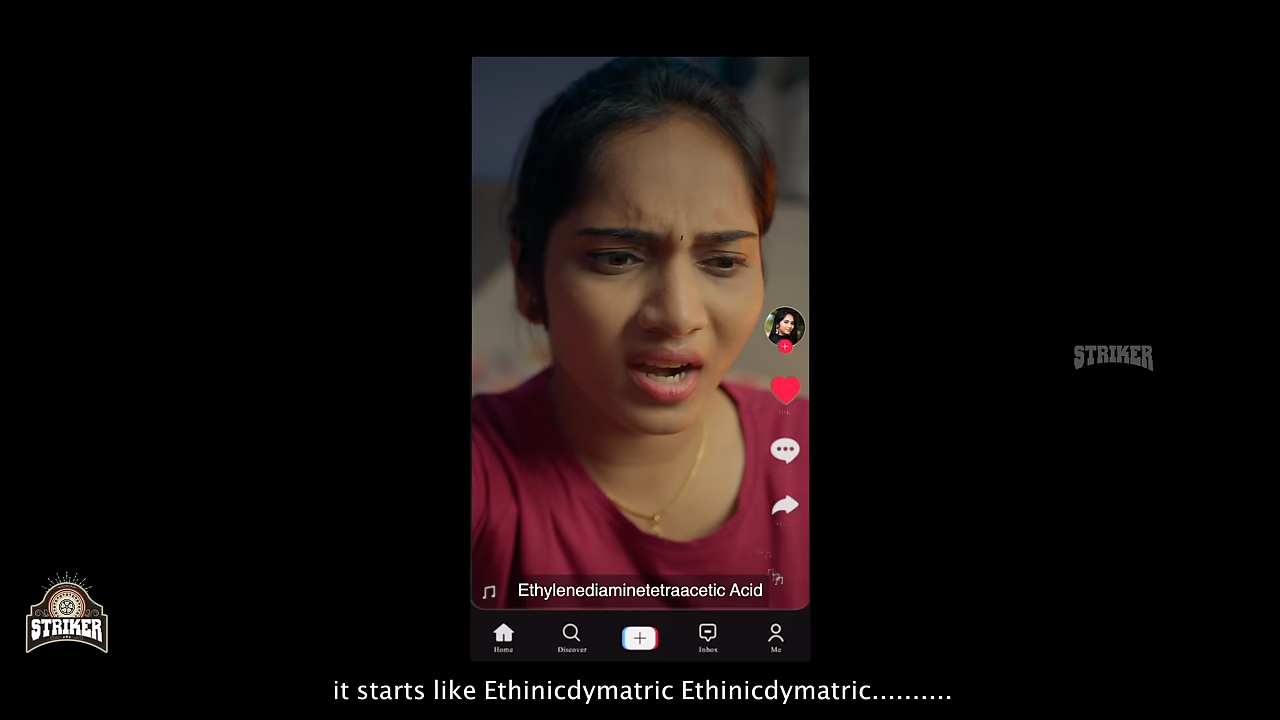 STRIKER
Ethylenediaminetetraacetic Acid
STRIKER
Home
Discover
Inbox
Me
it starts like Ethinicdymatric Ethinicdymatric..........